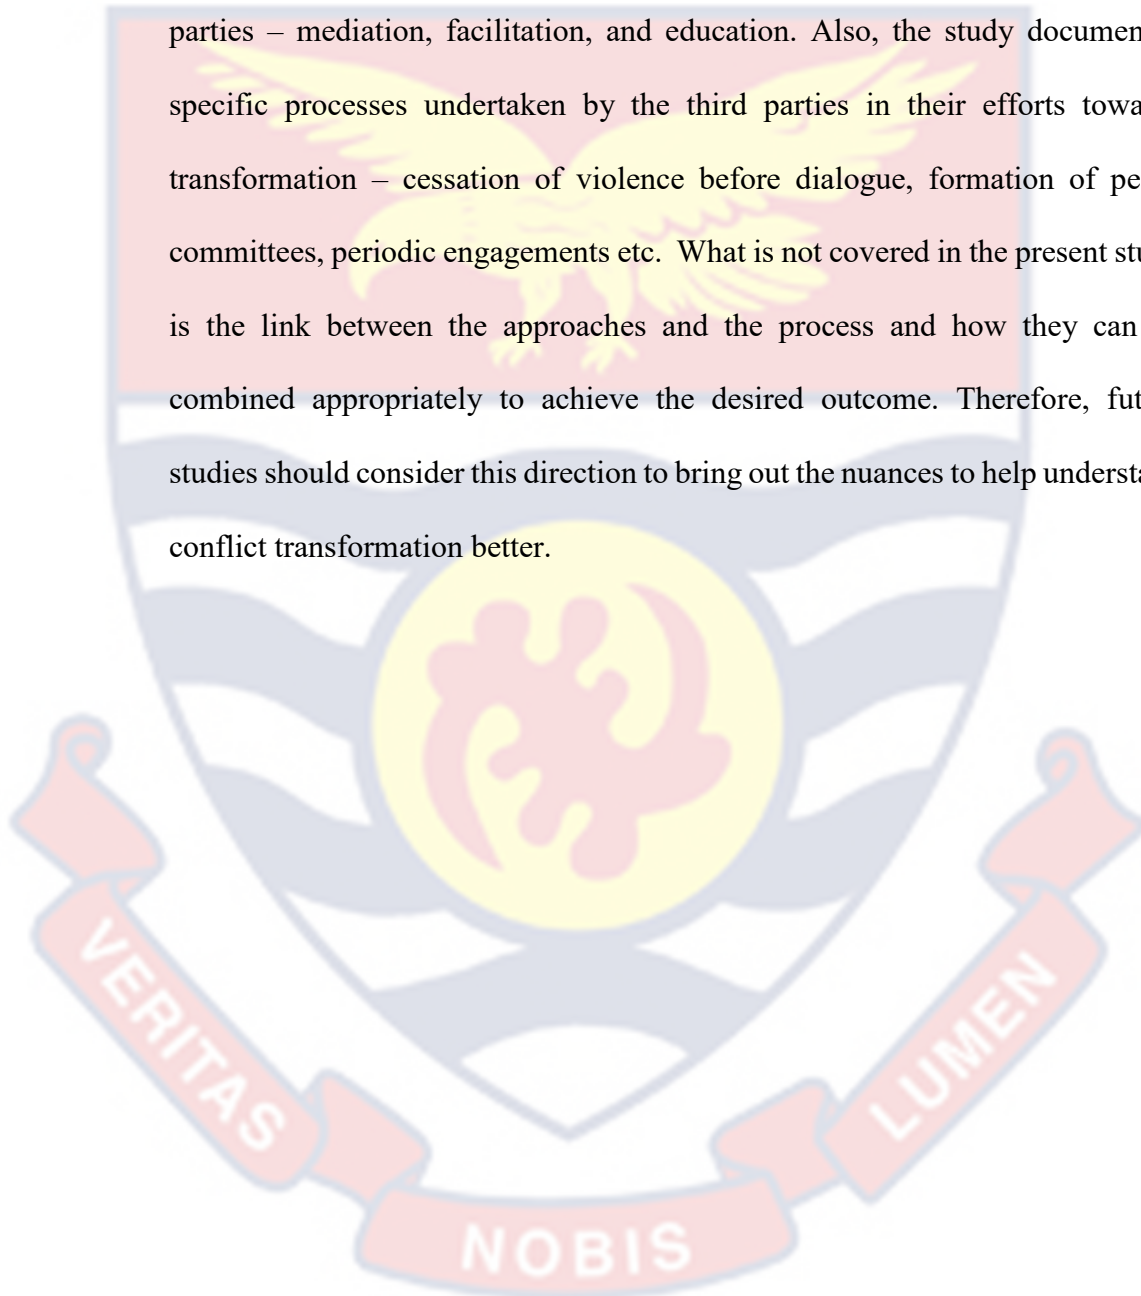 parties – mediation, facilitation, and education. Also, the study documen
specific processes undertaken by the third parties in their efforts towa
transformation – cessation of violence before dialogue, formation of pe
committees, periodic engagements etc. What is not covered in the present stu
is the link between the approaches and the process and how they can
combined appropriately to achieve the desired outcome. Therefore, fut
studies should consider this direction to bring out the nuances to help understa
conflict transformation better.
VERITAS
NOBIS
LUMEN